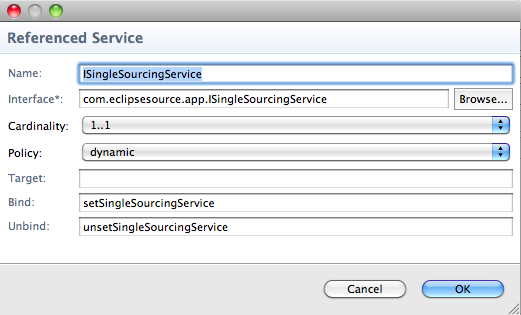 Referenced Service
Name: ISingleSourcingService
Interface*: com.eclipsesource.app.ISingleSourcingService Browse...
Cardinality: 1..1
Policy: dynamic
Target:
Bind: setSingleSourcingService
Unbind: unsetSingleSourcingService
Cancel OK